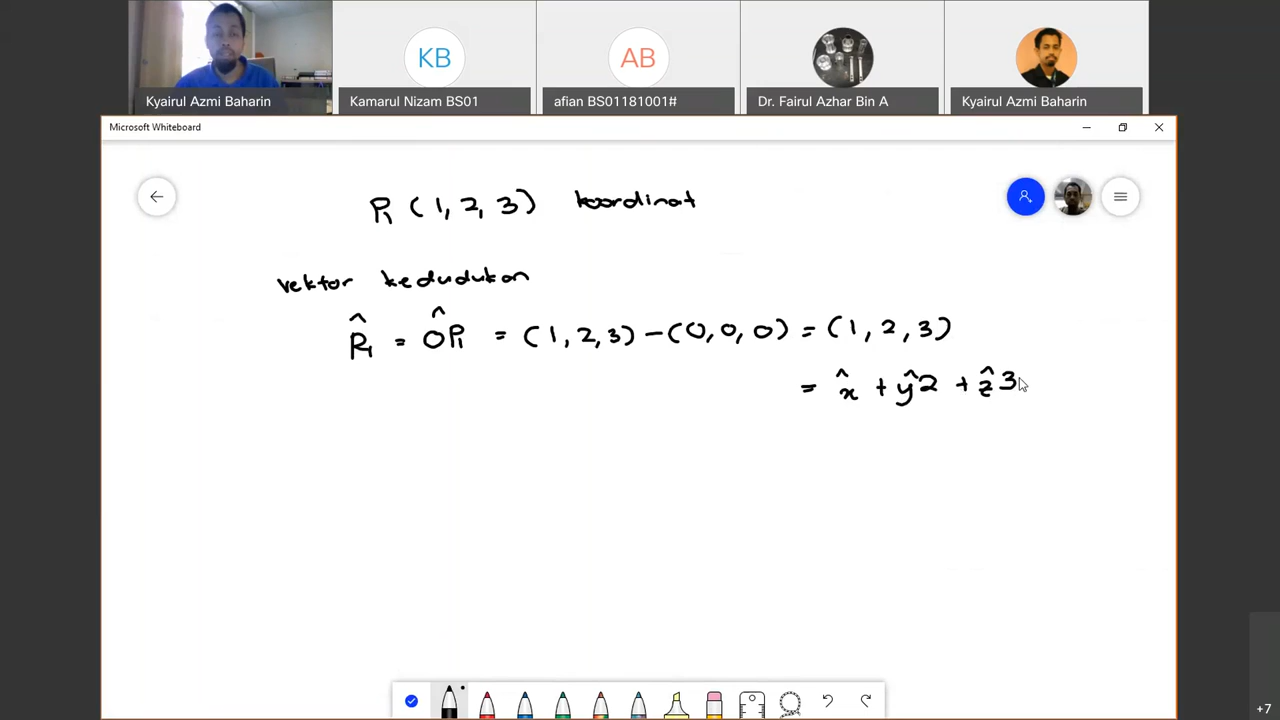 Kyairul Azmi Baharin
Kamarul Nizam BS01
afian BS01181001#
Dr. Fairul Azhar Bin A
Kyairul Azmi Baharin
KB
AB
Microsoft Whiteboard
P₁ (1, 2, 3) koordinat
vektor kedudukan
R̂₁ = ÔP₁ = (1, 2, 3) − (0, 0, 0) = (1, 2, 3)
= x̂ + ŷ2 + ẑ3
+7